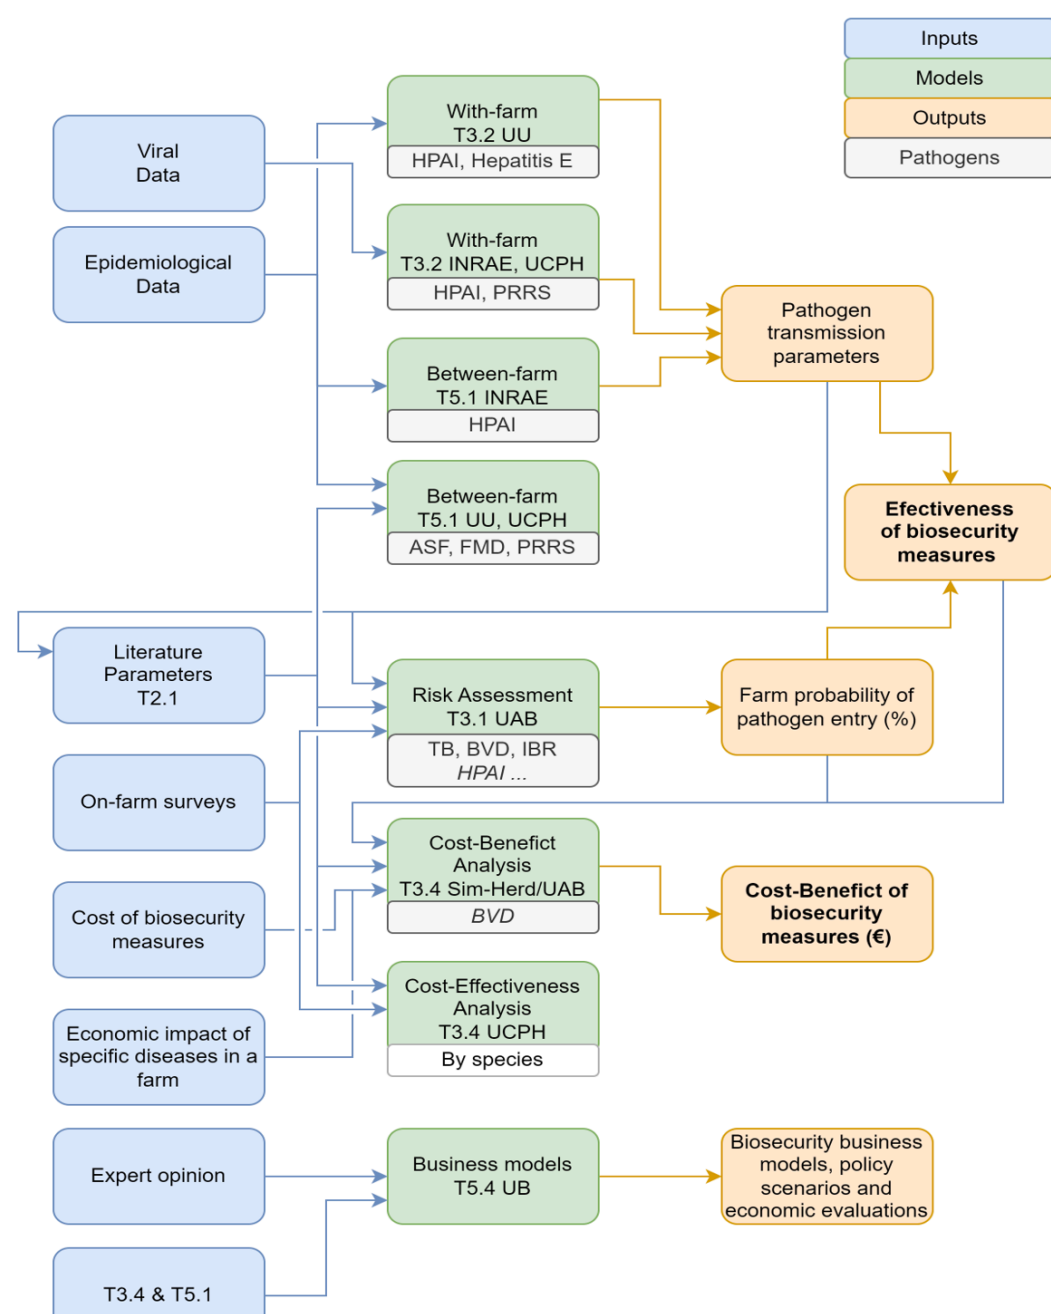 Inputs
Models
Outputs
Pathogens
Viral
Data
Epidemiological
Data
With-farm
T3.2 UU
HPAI, Hepatitis E
With-farm
T3.2 INRAE, UCPH
HPAI, PRRS
Between-farm
T5.1 INRAE
HPAI
Between-farm
T5.1 UU, UCPH
ASF, FMD, PRRS
Pathogen
transmission
parameters
Efectiveness
of biosecurity
measures
Literature
Parameters
T2.1
Risk Assessment
T3.1 UAB
TB, BVD, IBR
HPAI ...
Farm probability of
pathogen entry (%)
On-farm surveys
Cost of biosecurity
measures
Cost-Benefict
Analysis
T3.4 Sim-Herd/UAB
BVD
Cost-Benefict of
biosecurity
measures (€)
Economic impact of
specific diseases in a
farm
Cost-Effectiveness
Analysis
T3.4 UCPH
By species
Expert opinion
Business models
T5.4 UB
Biosecurity business
models, policy
scenarios and
economic evaluations
T3.4 & T5.1